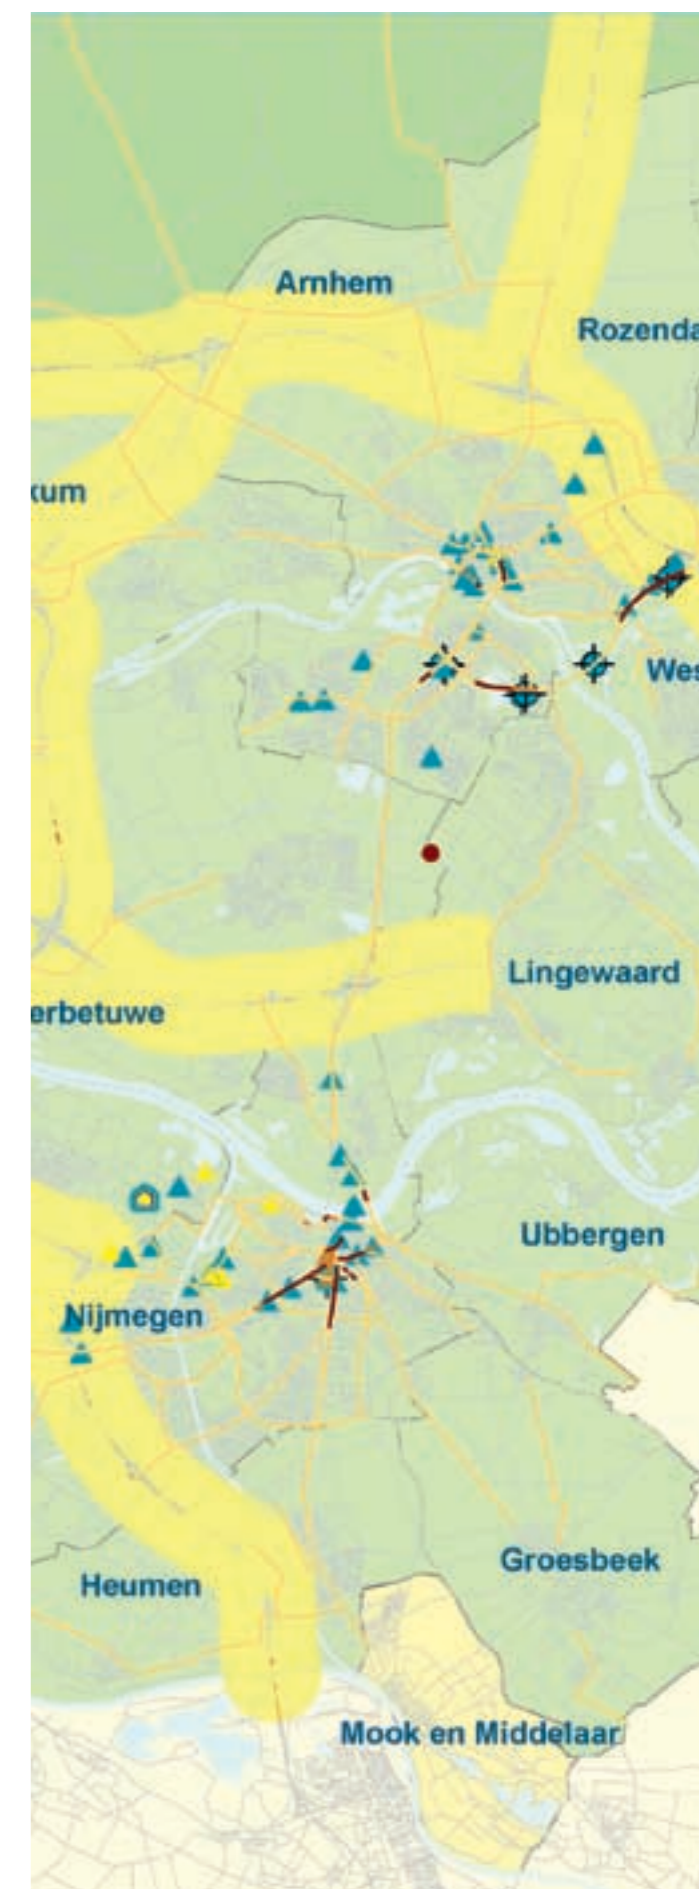 Arnhem
Rozenda
kum
Wes
Lingewaard
erbetuwe
Ubbergen
Nijmegen
Groesbeek
Heumen
Mook en Middelaar